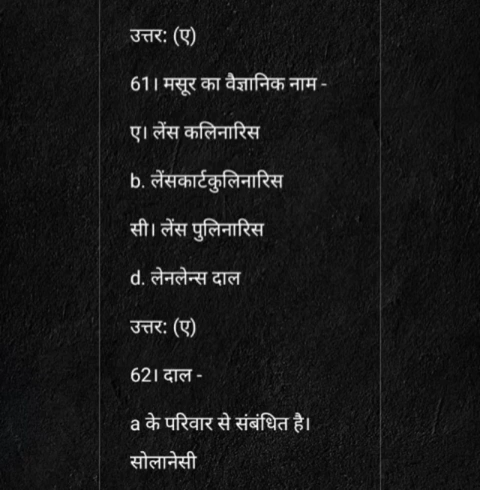 उत्तर: (ए)
61। मसूर का वैज्ञानिक नाम -
ए। लेंस कलिनारिस
b. लेंसकार्टकुलिनारिस
सी। लेंस पुलिनारिस
d. लेनलेन्स दाल
उत्तर: (ए)
62। दाल -
a के परिवार से संबंधित है।
सोलानेसी